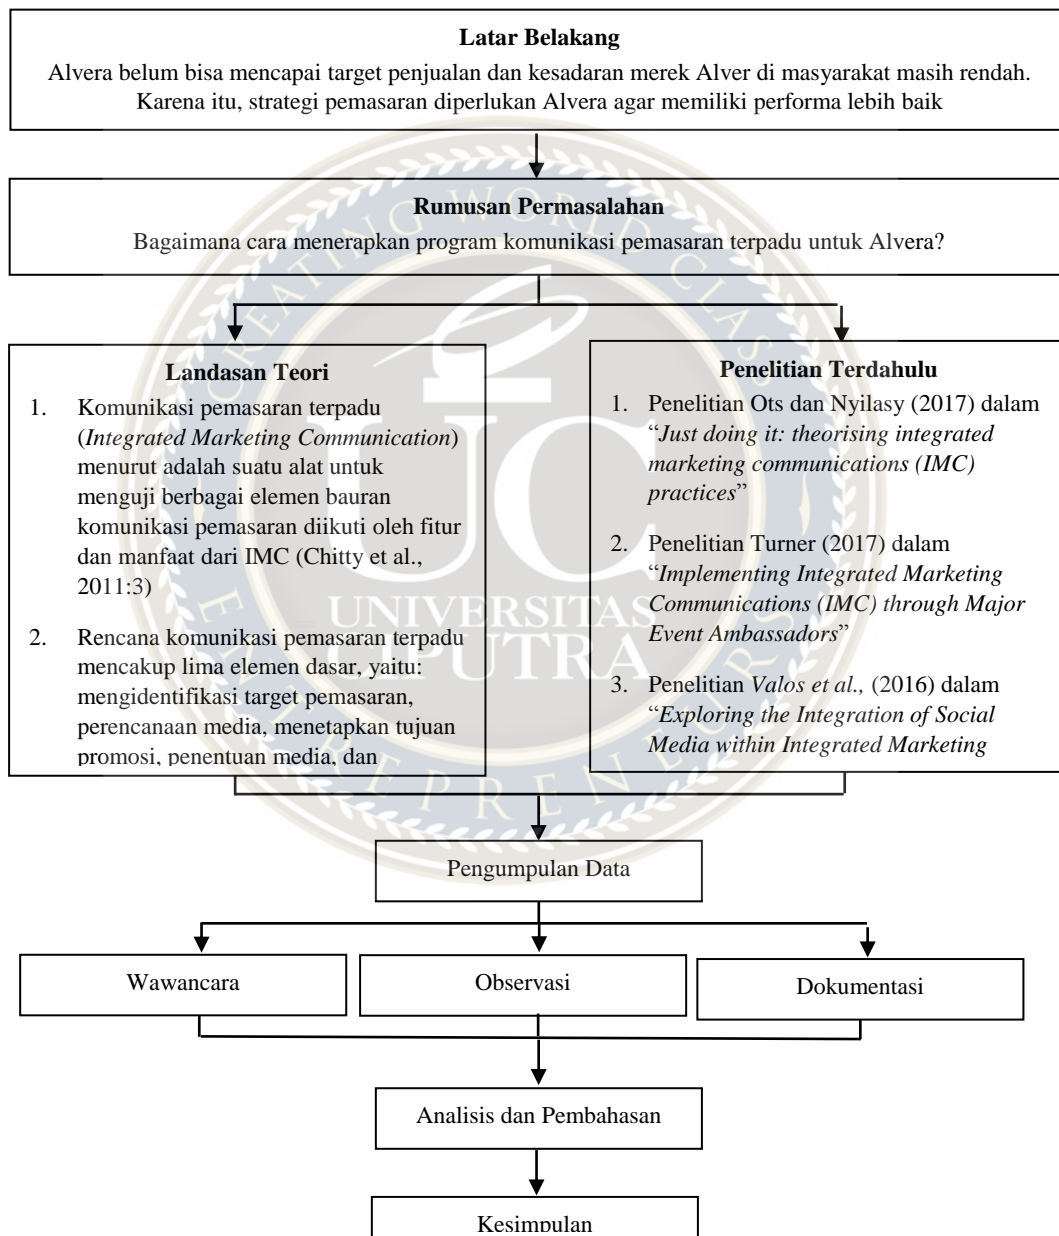 Latar Belakang
Alvera belum bisa mencapai target penjualan dan kesadaran merek Alver di masyarakat masih rendah.
Karena itu, strategi pemasaran diperlukan Alvera agar memiliki performa lebih baik
Rumusan Permasalahan
Bagaimana cara menerapkan program komunikasi pemasaran terpadu untuk Alvera?
Landasan Teori
1. Komunikasi pemasaran terpadu
(Integrated Marketing Communication)
menurut adalah suatu alat untuk
menguji berbagai elemen bauran
komunikasi pemasaran diikuti oleh fitur
dan manfaat dari IMC (Chitty et al.,
2011:3)
2. Rencana komunikasi pemasaran terpadu
mencakup lima elemen dasar, yaitu:
mengidentifikasi target pemasaran,
perencanaan media, menetapkan tujuan
promosi, penentuan media, dan
Penelitian Terdahulu
1. Penelitian Ots dan Nyilasy (2017) dalam
“Just doing it: theorising integrated
marketing communications (IMC)
practices”
2. Penelitian Turner (2017) dalam
“Implementing Integrated Marketing
Communications (IMC) through Major
Event Ambassadors”
3. Penelitian Valos et al., (2016) dalam
“Exploring the Integration of Social
Media within Integrated Marketing
Pengumpulan Data
Wawancara
Observasi
Dokumentasi
Analisis dan Pembahasan
Kesimpulan
CREATING WORLD CLASS
UC
UNIVERSITAS
CIPUTRA
ENTREPRENEURS